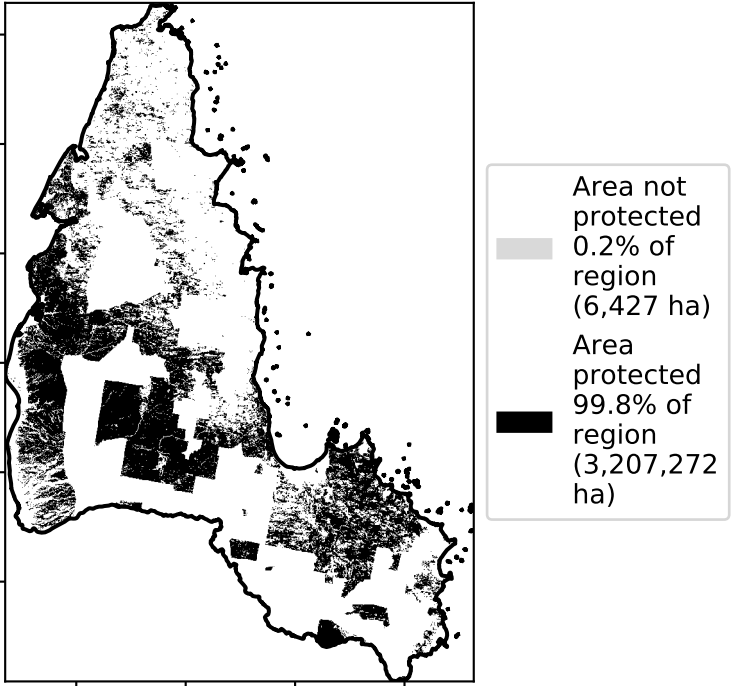 Area not
protected
0.2% of
region
(6,427 ha)
Area
protected
99.8% of
region
(3,207,272
ha)